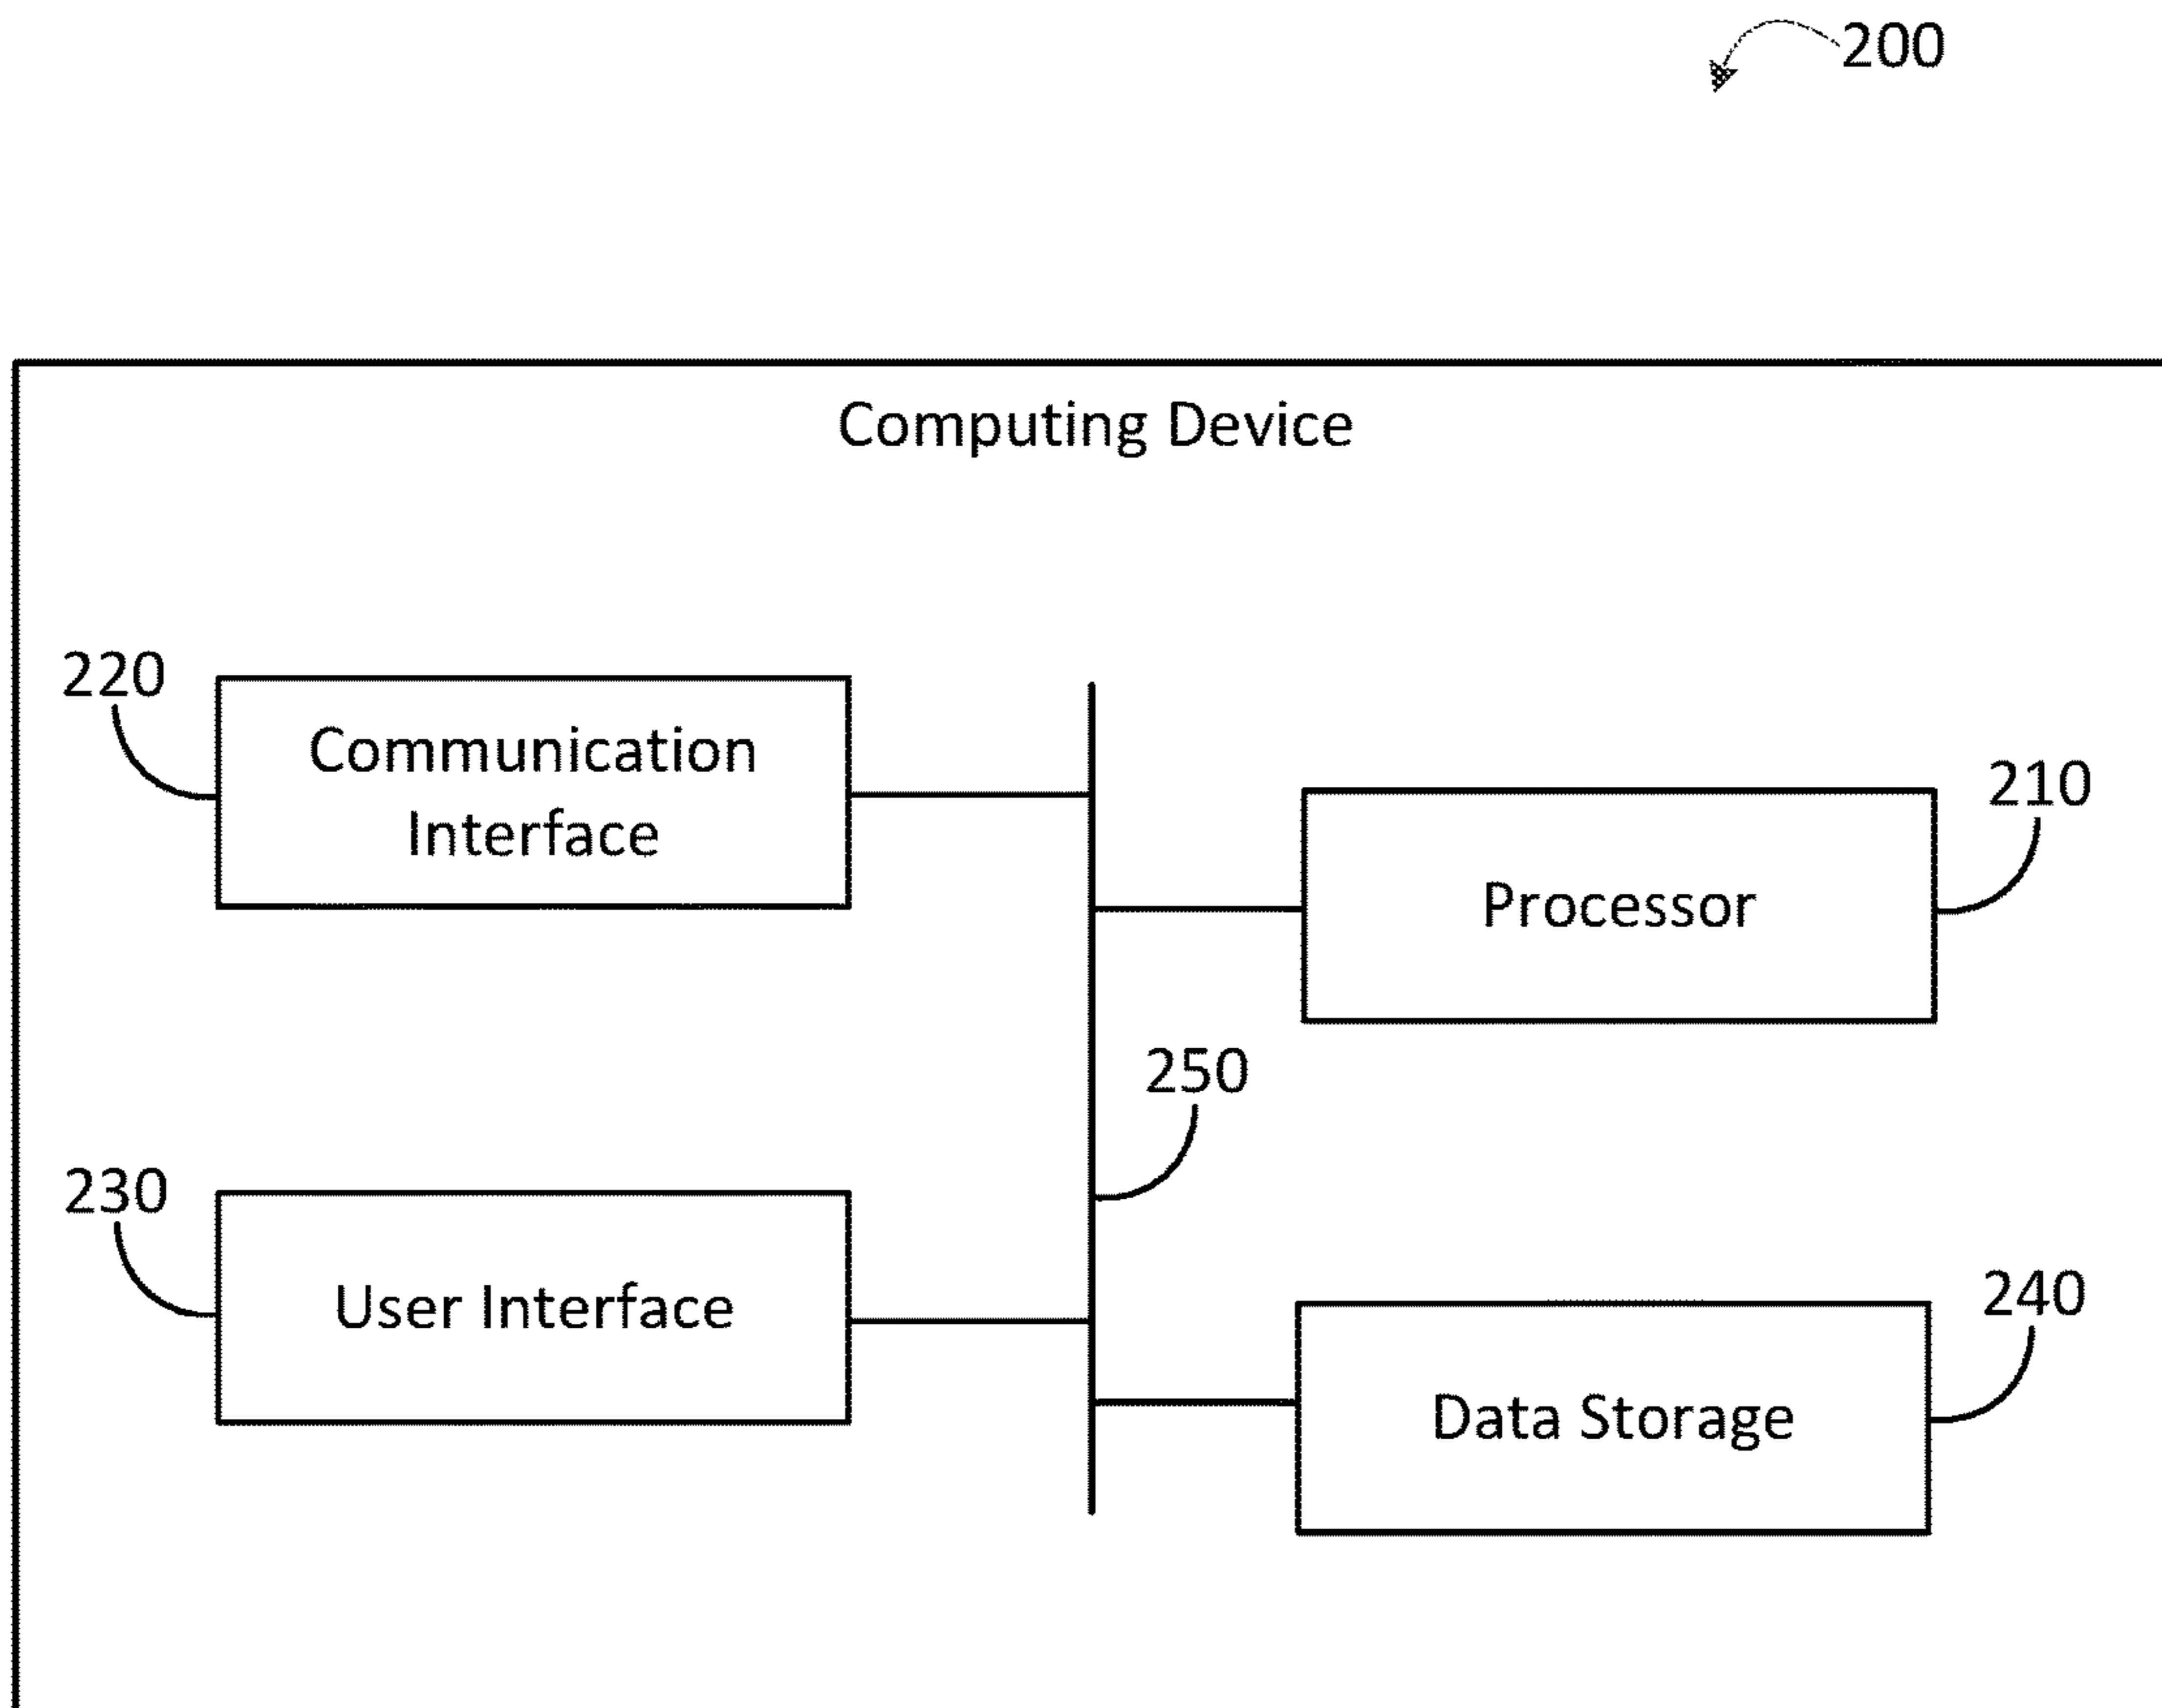 200
Computing Device
220
Communication
Interface
210
Processor
250
230
User Interface
240
Data Storage